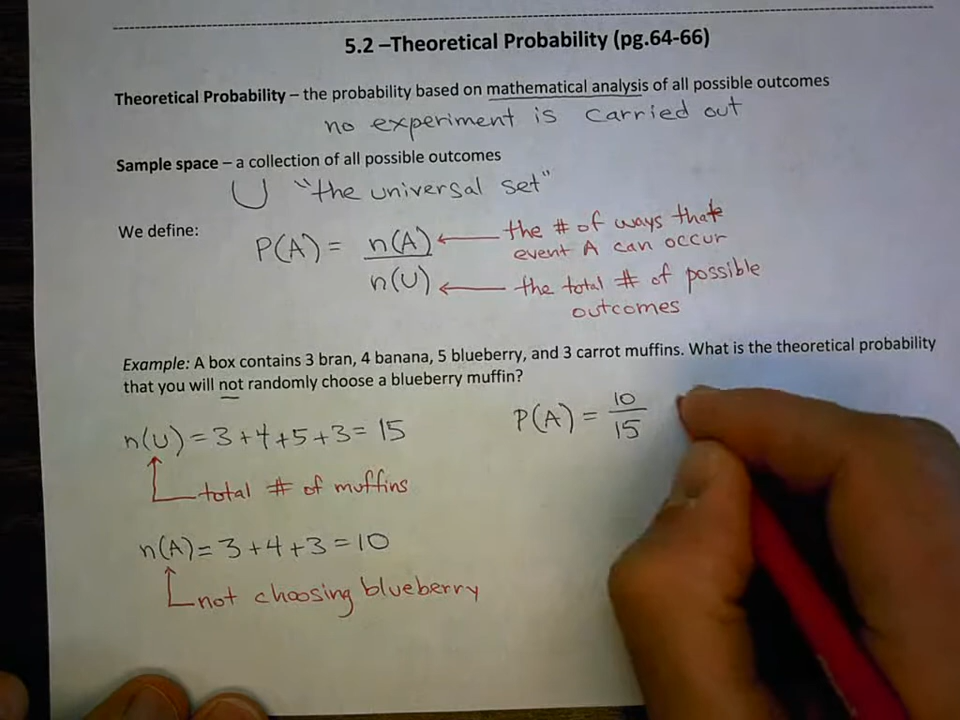 5.2 –Theoretical Probability (pg.64-66)
Theoretical Probability – the probability based on mathematical analysis of all possible outcomes
no experiment is carried out
Sample space – a collection of all possible outcomes
U "the universal set"
We define:
P(A) = n(A)/n(U)
the # of ways that
event A can occur
the total # of possible
outcomes
Example: A box contains 3 bran, 4 banana, 5 blueberry, and 3 carrot muffins. What is the theoretical probability
that you will not randomly choose a blueberry muffin?
n(U) = 3+4+5+3 = 15
total # of muffins
n(A) = 3+4+3 = 10
not choosing blueberry
P(A) = 10/15